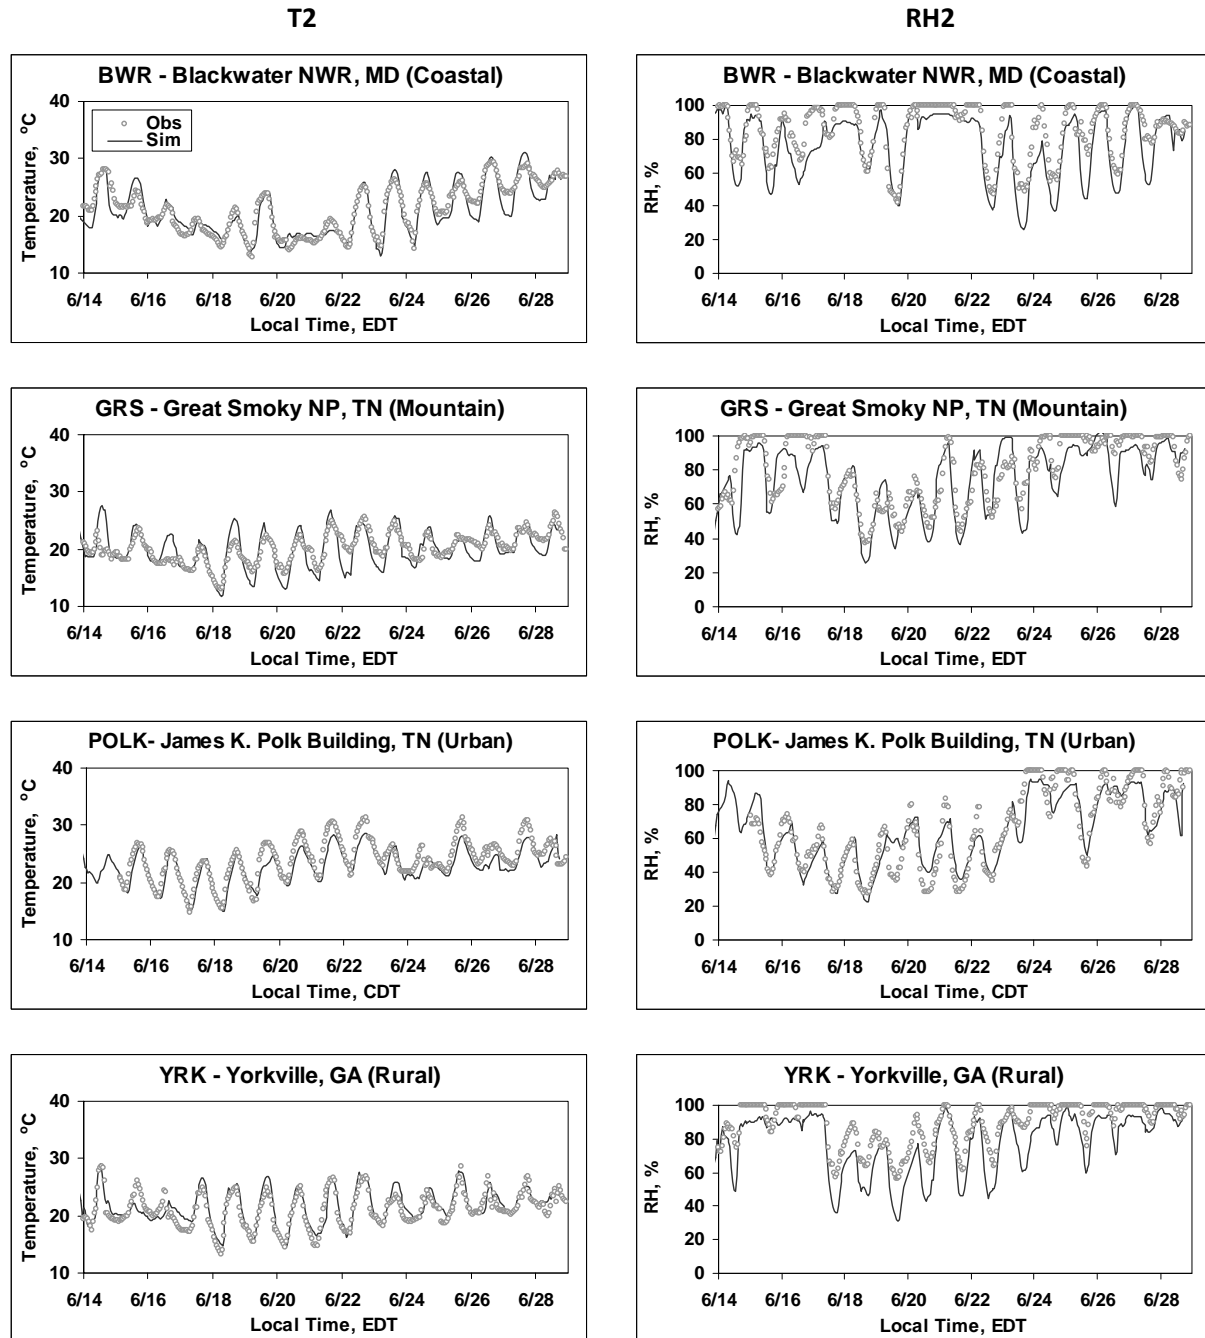 T2
RH2
BWR - Blackwater NWR, MD (Coastal)
Temperature, °C
40
30
20
10
Obs
Sim
6/14 6/16 6/18 6/20 6/22 6/24 6/26 6/28
Local Time, EDT
BWR - Blackwater NWR, MD (Coastal)
RH, %
100
80
60
40
20
0
6/14 6/16 6/18 6/20 6/22 6/24 6/26 6/28
Local Time, EDT
GRS - Great Smoky NP, TN (Mountain)
Temperature, °C
40
30
20
10
6/14 6/16 6/18 6/20 6/22 6/24 6/26 6/28
Local Time, EDT
GRS - Great Smoky NP, TN (Mountain)
RH, %
100
80
60
40
20
0
6/14 6/16 6/18 6/20 6/22 6/24 6/26 6/28
Local Time, EDT
POLK- James K. Polk Building, TN (Urban)
Temperature, °C
40
30
20
10
6/14 6/16 6/18 6/20 6/22 6/24 6/26 6/28
Local Time, CDT
POLK- James K. Polk Building, TN (Urban)
RH, %
100
80
60
40
20
0
6/14 6/16 6/18 6/20 6/22 6/24 6/26 6/28
Local Time, CDT
YRK - Yorkville, GA (Rural)
Temperature, °C
40
30
20
10
6/14 6/16 6/18 6/20 6/22 6/24 6/26 6/28
Local Time, EDT
YRK - Yorkville, GA (Rural)
RH, %
100
80
60
40
20
0
6/14 6/16 6/18 6/20 6/22 6/24 6/26 6/28
Local Time, EDT